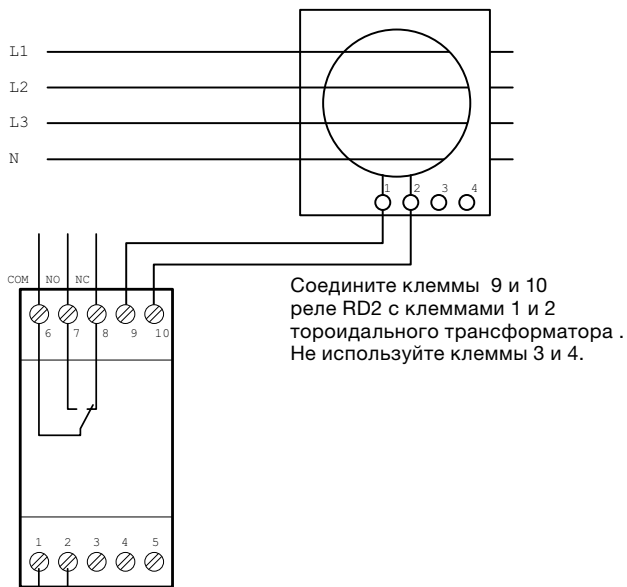 L1
L2
L3
N
1 2 3 4
COM NO NC
6 7 8 9 10
Соедините клеммы 9 и 10
реле RD2 с клеммами 1 и 2
тороидального трансформатора .
Не используйте клеммы 3 и 4.
1 2 3 4 5